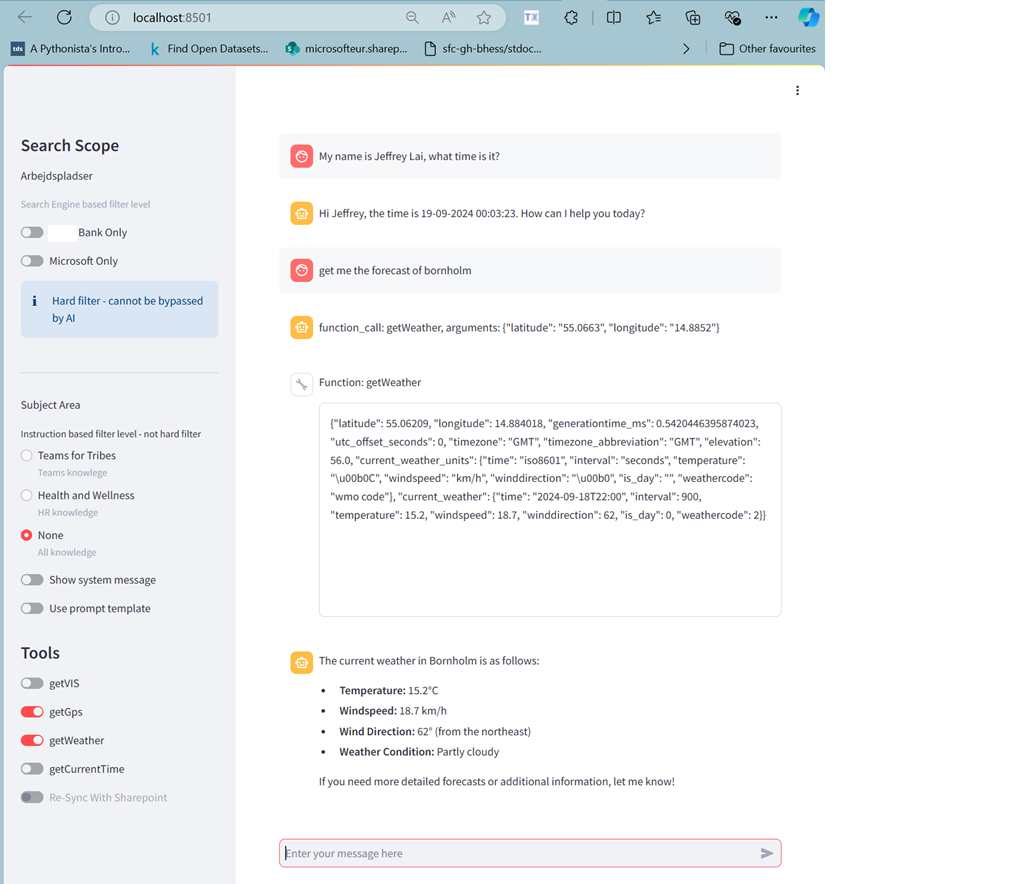 localhost:8501
A Pythonista's Intro...
Find Open Datasets...
microsofteur.sharep...
sfc-gh-bhess/stdoc...
Other favourites
Search Scope
Arbejdspladser
Search Engine based filter level
Bank Only
Microsoft Only
Hard filter - cannot be bypassed
by AI
Subject Area
Instruction based filter level - not hard filter
Teams for Tribes
Teams knowlege
Health and Wellness
HR knowledge
None
All knowledge
Show system message
Use prompt template
Tools
getVIS
getGps
getWeather
getCurrentTime
Re-Sync With Sharepoint
My name is Jeffrey Lai, what time is it?
Hi Jeffrey, the time is 19-09-2024 00:03:23. How can I help you today?
get me the forecast of bornholm
function_call: getWeather, arguments: {"latitude": "55.0663", "longitude": "14.8852"}
Function: getWeather
{"latitude": 55.06209, "longitude": 14.884018, "generationtime_ms": 0.5420446395874023,
"utc_offset_seconds": 0, "timezone": "GMT", "timezone_abbreviation": "GMT", "elevation":
56.0, "current_weather_units": {"time": "iso8601", "interval": "seconds", "temperature":
"\u00b0C", "windspeed": "km/h", "winddirection": "\u00b0", "is_day": "", "weathercode":
"wmo code"}, "current_weather": {"time": "2024-09-18T22:00", "interval": 900,
"temperature": 15.2, "windspeed": 18.7, "winddirection": 62, "is_day": 0, "weathercode": 2}}
The current weather in Bornholm is as follows:
• Temperature: 15.2°C
• Windspeed: 18.7 km/h
• Wind Direction: 62° (from the northeast)
• Weather Condition: Partly cloudy
If you need more detailed forecasts or additional information, let me know!
Enter your message here